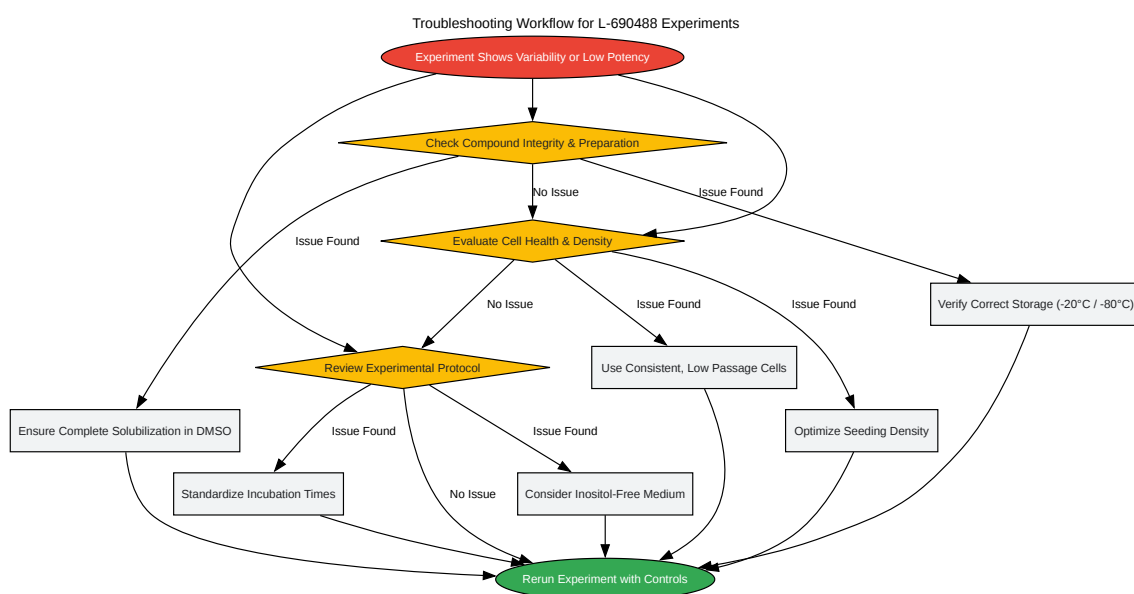 Troubleshooting Workflow for L-690488 Experiments
Experiment Shows Variability or Low Potency
Check Compound Integrity & Preparation
No Issue
Issue Found
Issue Found
Evaluate Cell Health & Density
No Issue
Issue Found
Issue Found
Verify Correct Storage (-20°C / -80°C)
Review Experimental Protocol
Use Consistent, Low Passage Cells
Ensure Complete Solubilization in DMSO
Issue Found
Issue Found
Optimize Seeding Density
Standardize Incubation Times
No Issue
Consider Inositol-Free Medium
Rerun Experiment with Controls